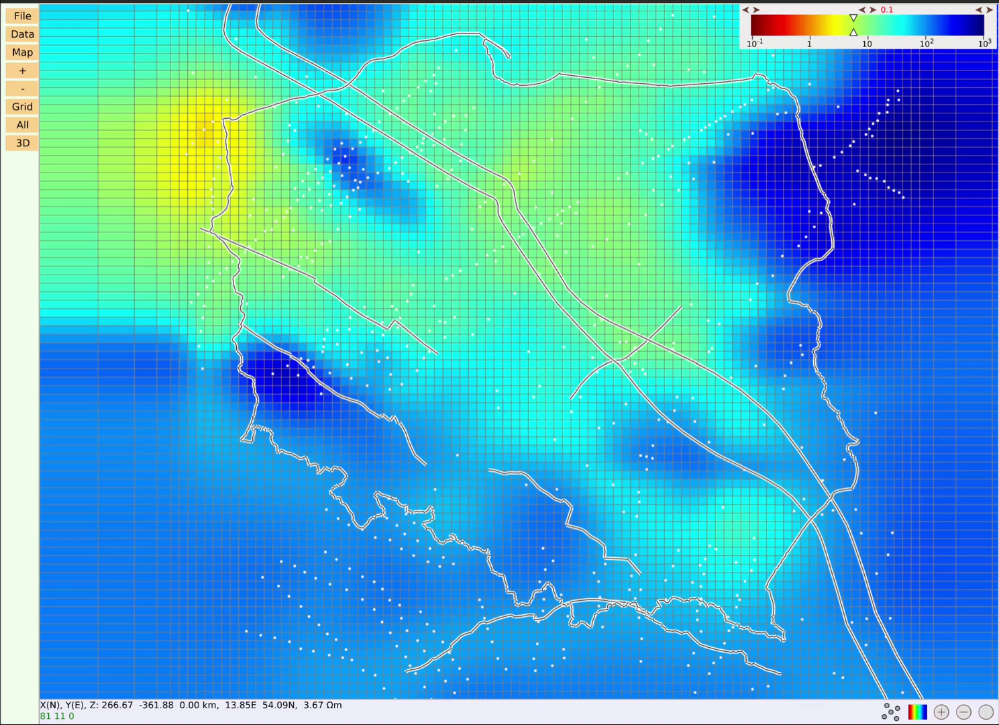 File
Data
Map
+
-
Grid
All
3D
0.1
10⁻¹ 1 10 10² 10³
X(N), Y(E), Z: 266.67 -361.88 0.00 km, 13.85E 54.09N, 3.67 Ωm
81 11 0